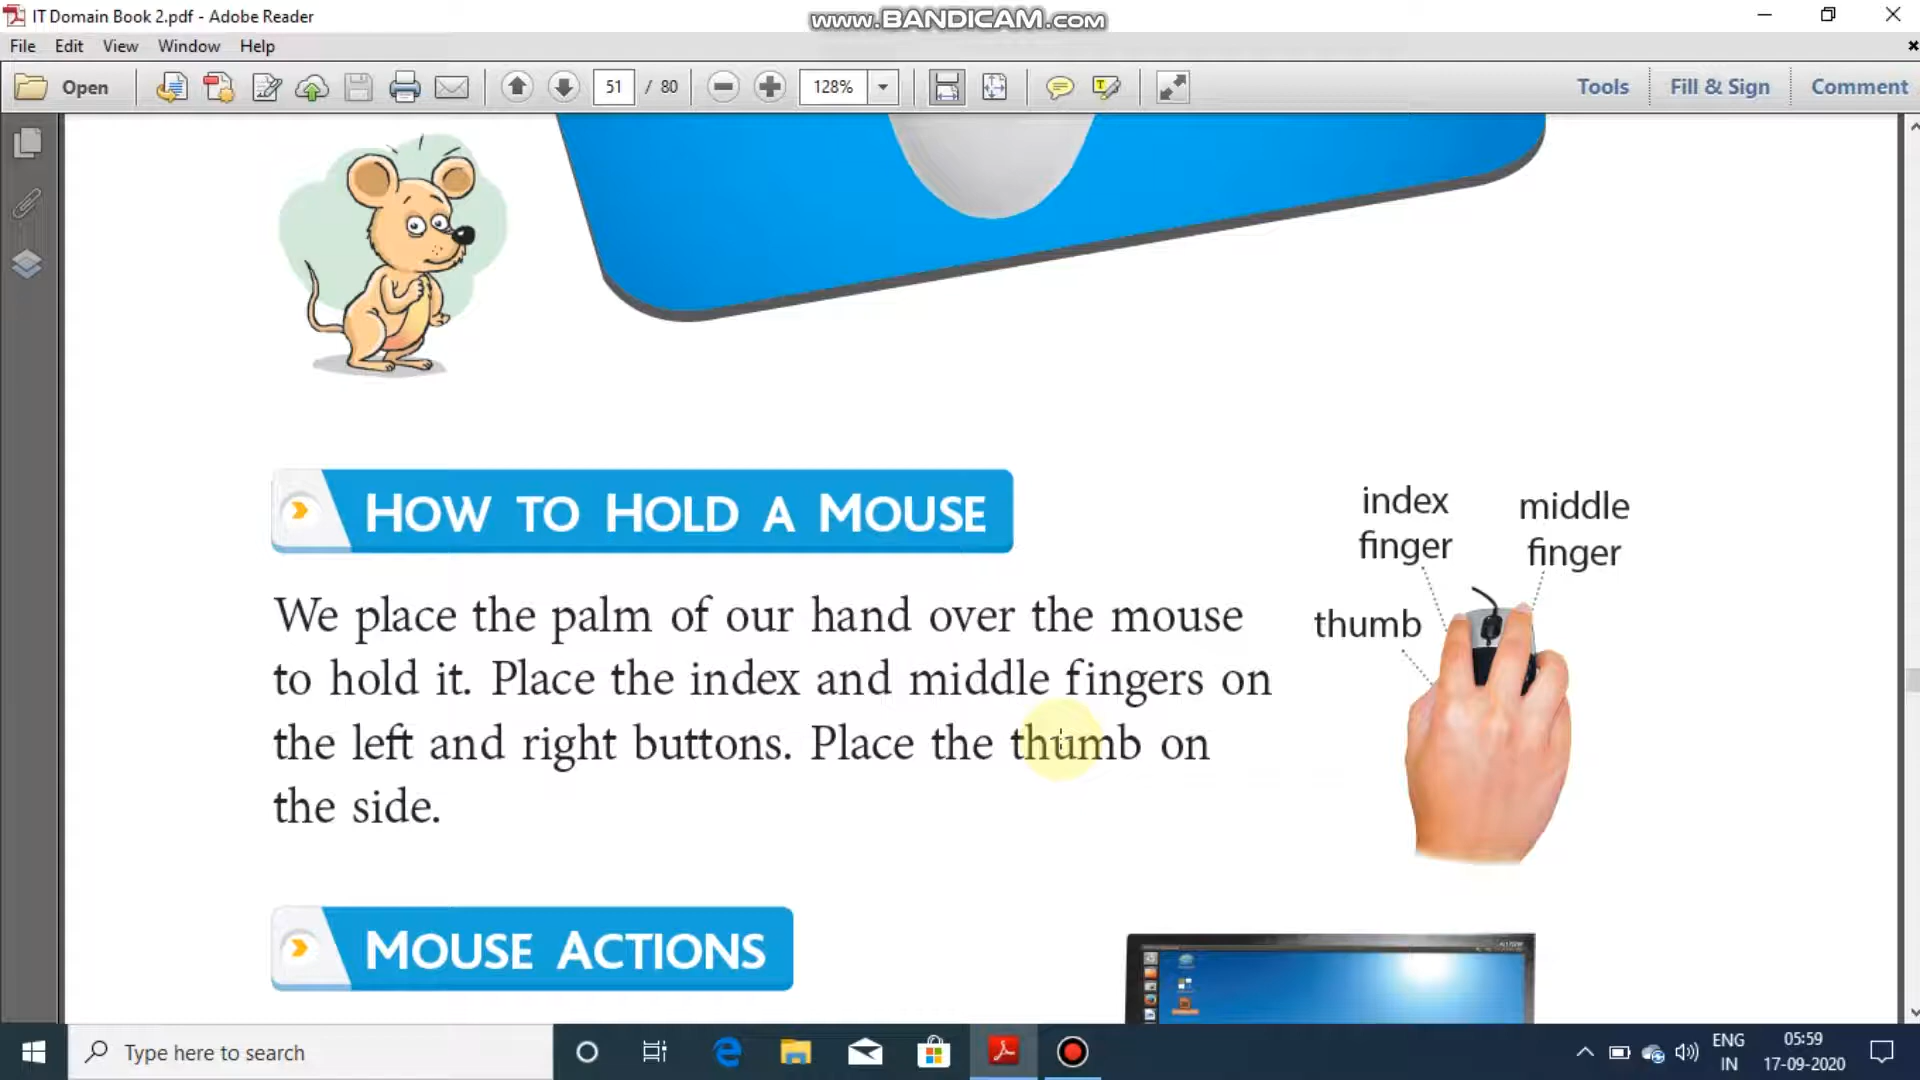 IT Domain Book 2.pdf - Adobe Reader
www.BANDICAM.com
File Edit View Window Help
Open 51 / 80 128% Tools Fill & Sign Comment
HOW TO HOLD A MOUSE
We place the palm of our hand over the mouse
to hold it. Place the index and middle fingers on
the left and right buttons. Place the thumb on
the side.
index
finger
middle
finger
thumb
MOUSE ACTIONS
Type here to search
ENG
IN
05:59
17-09-2020